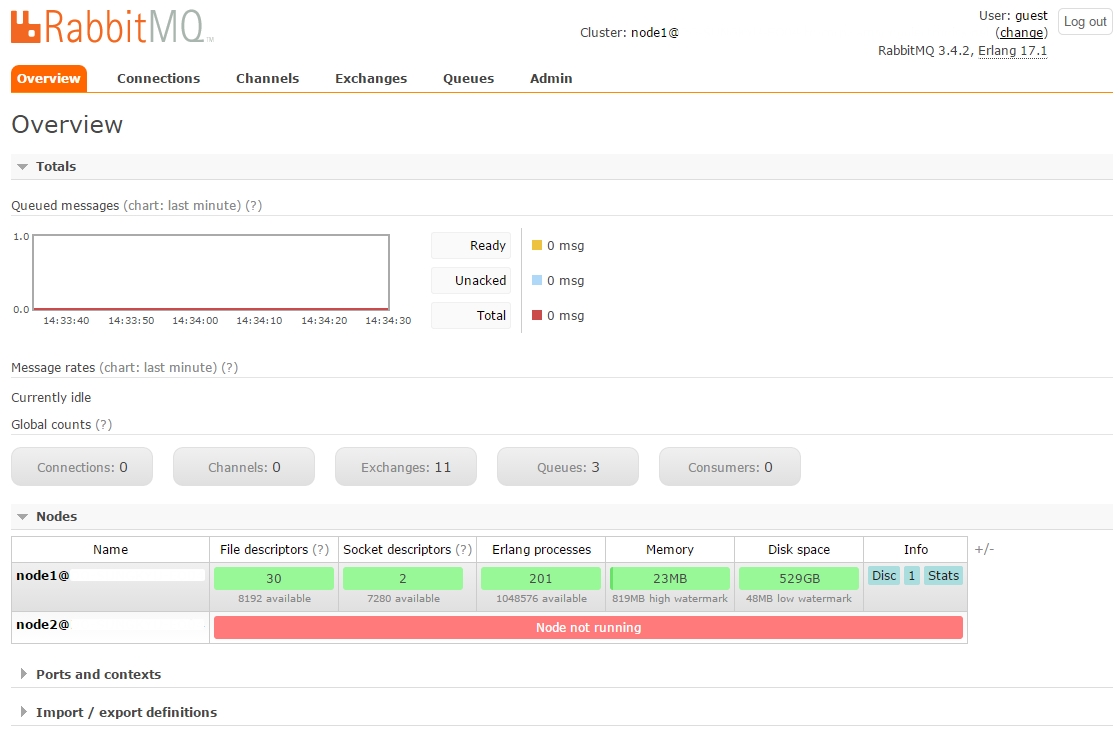 RabbitMQ™
Cluster: node1@
User: guest
(change)
Log out
RabbitMQ 3.4.2, Erlang 17.1
Overview Connections Channels Exchanges Queues Admin
Overview
Totals
Queued messages (chart: last minute) (?)
1.0
0.0
14:33:40 14:33:50 14:34:00 14:34:10 14:34:20 14:34:30
Ready 0 msg
Unacked 0 msg
Total 0 msg
Message rates (chart: last minute) (?)
Currently idle
Global counts (?)
Connections: 0 Channels: 0 Exchanges: 11 Queues: 3 Consumers: 0
Nodes
Name File descriptors (?) Socket descriptors (?) Erlang processes Memory Disk space Info +/-
node1@ 30 2 201 23MB 529GB Disc 1 Stats
8192 available 7280 available 1048576 available 819MB high watermark 48MB low watermark
node2@ Node not running
Ports and contexts
Import / export definitions